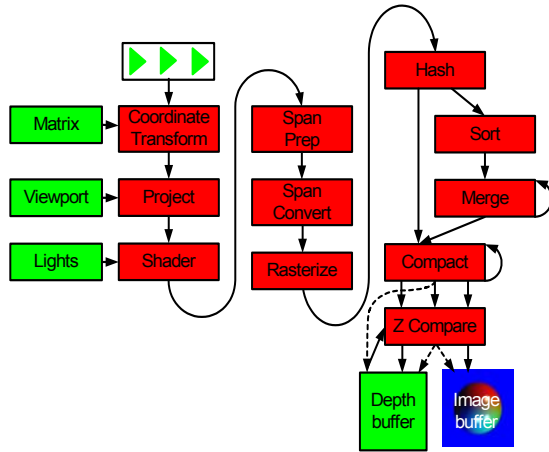 Matrix
Coordinate
Transform
Viewport
Project
Lights
Shader
Span
Prep
Span
Convert
Rasterize
Hash
Sort
Merge
Compact
Z Compare
Depth
buffer
Image
buffer